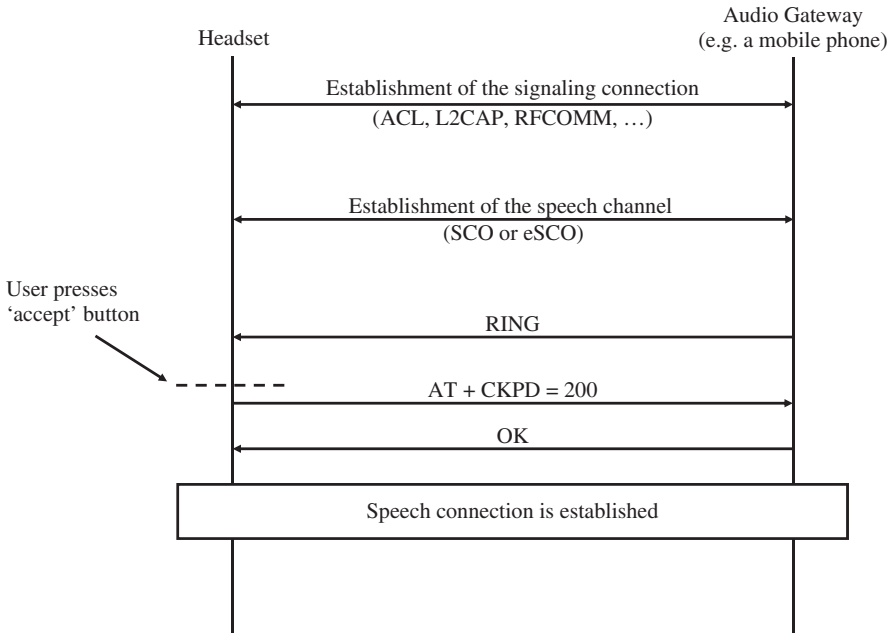 Audio Gateway
(e.g. a mobile phone)
Headset
Establishment of the signaling connection
(ACL, L2CAP, RFCOMM, …)
Establishment of the speech channel
(SCO or eSCO)
User presses
‘accept’ button
RING
AT + CKPD = 200
OK
Speech connection is established